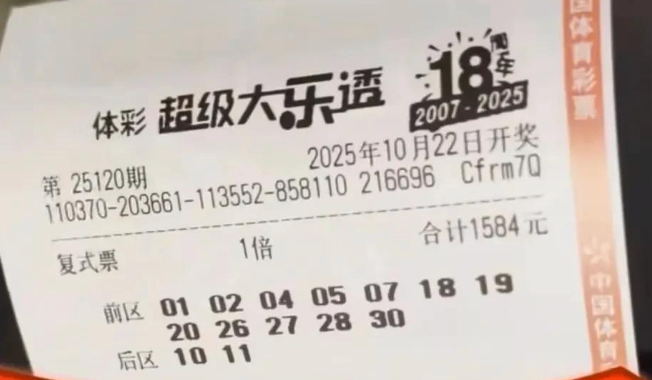 体彩 超级大乐透 18周年
2007-2025
第 25120期 2025年10月22日开奖
110370-203661-113552-858110 216696 Cfrm7Q
复式票 1倍 合计1584元
前区 01 02 04 05 07 18 19
20 26 27 28 30
后区 10 11
国体育彩票
中国体育